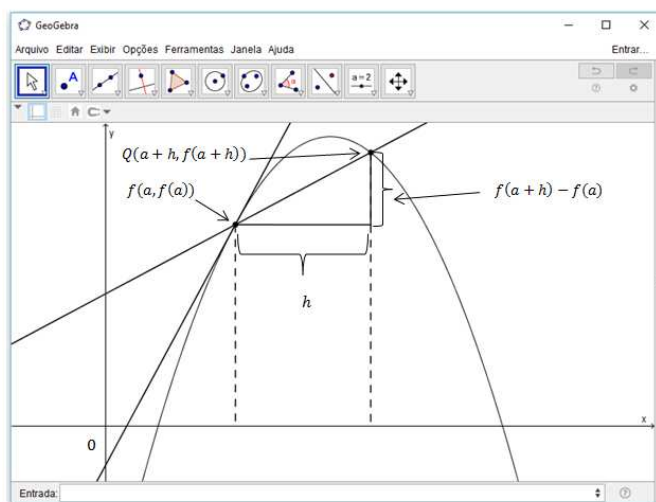 GeoGebra
Arquivo Editar Exibir Opções Ferramentas Janela Ajuda Entrar...
A α a=2
y
Q(a+h,f(a+h))
f(a,f(a))
f(a+h)−f(a)
h
x
0
Entrada: